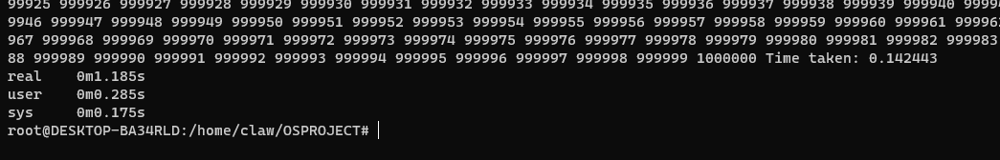 99925 999926 999927 999928 999929 999930 999931 999932 999933 999934 999935 999936 999937 999938 999939 999940
9946 999947 999948 999949 999950 999951 999952 999953 999954 999955 999956 999957 999958 999959 999960 999961
967 999968 999969 999970 999971 999972 999973 999974 999975 999976 999977 999978 999979 999980 999981 999982 999983
88 999989 999990 999991 999992 999993 999994 999995 999996 999997 999998 999999 1000000 Time taken: 0.142443
real 0m1.185s
user 0m0.285s
sys 0m0.175s
root@DESKTOP-BA34RLD:/home/claw/OSPROJECT#